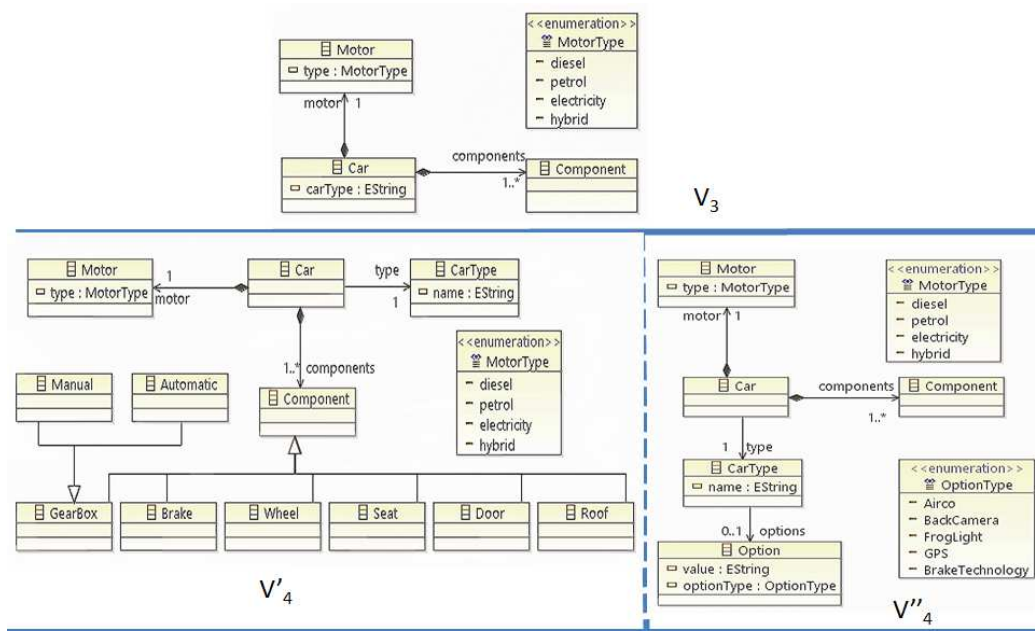 <<enumeration>>
MotorType
diesel
petrol
electricity
hybrid
Motor
type : MotorType
motor 1
Car
carType : EString
components
1..*
Component
V3
Motor
type : MotorType
1
motor
Car
type
1
CarType
name : EString
<<enumeration>>
MotorType
diesel
petrol
electricity
hybrid
1..* components
Manual
Automatic
Component
GearBox
Brake
Wheel
Seat
Door
Roof
V'4
Motor
type : MotorType
motor 1
<<enumeration>>
MotorType
diesel
petrol
electricity
hybrid
Car
components
1..*
Component
1 type
CarType
name : EString
0..1 options
Option
value : EString
optionType : OptionType
<<enumeration>>
OptionType
Airco
BackCamera
FrogLight
GPS
BrakeTechnology
V''4